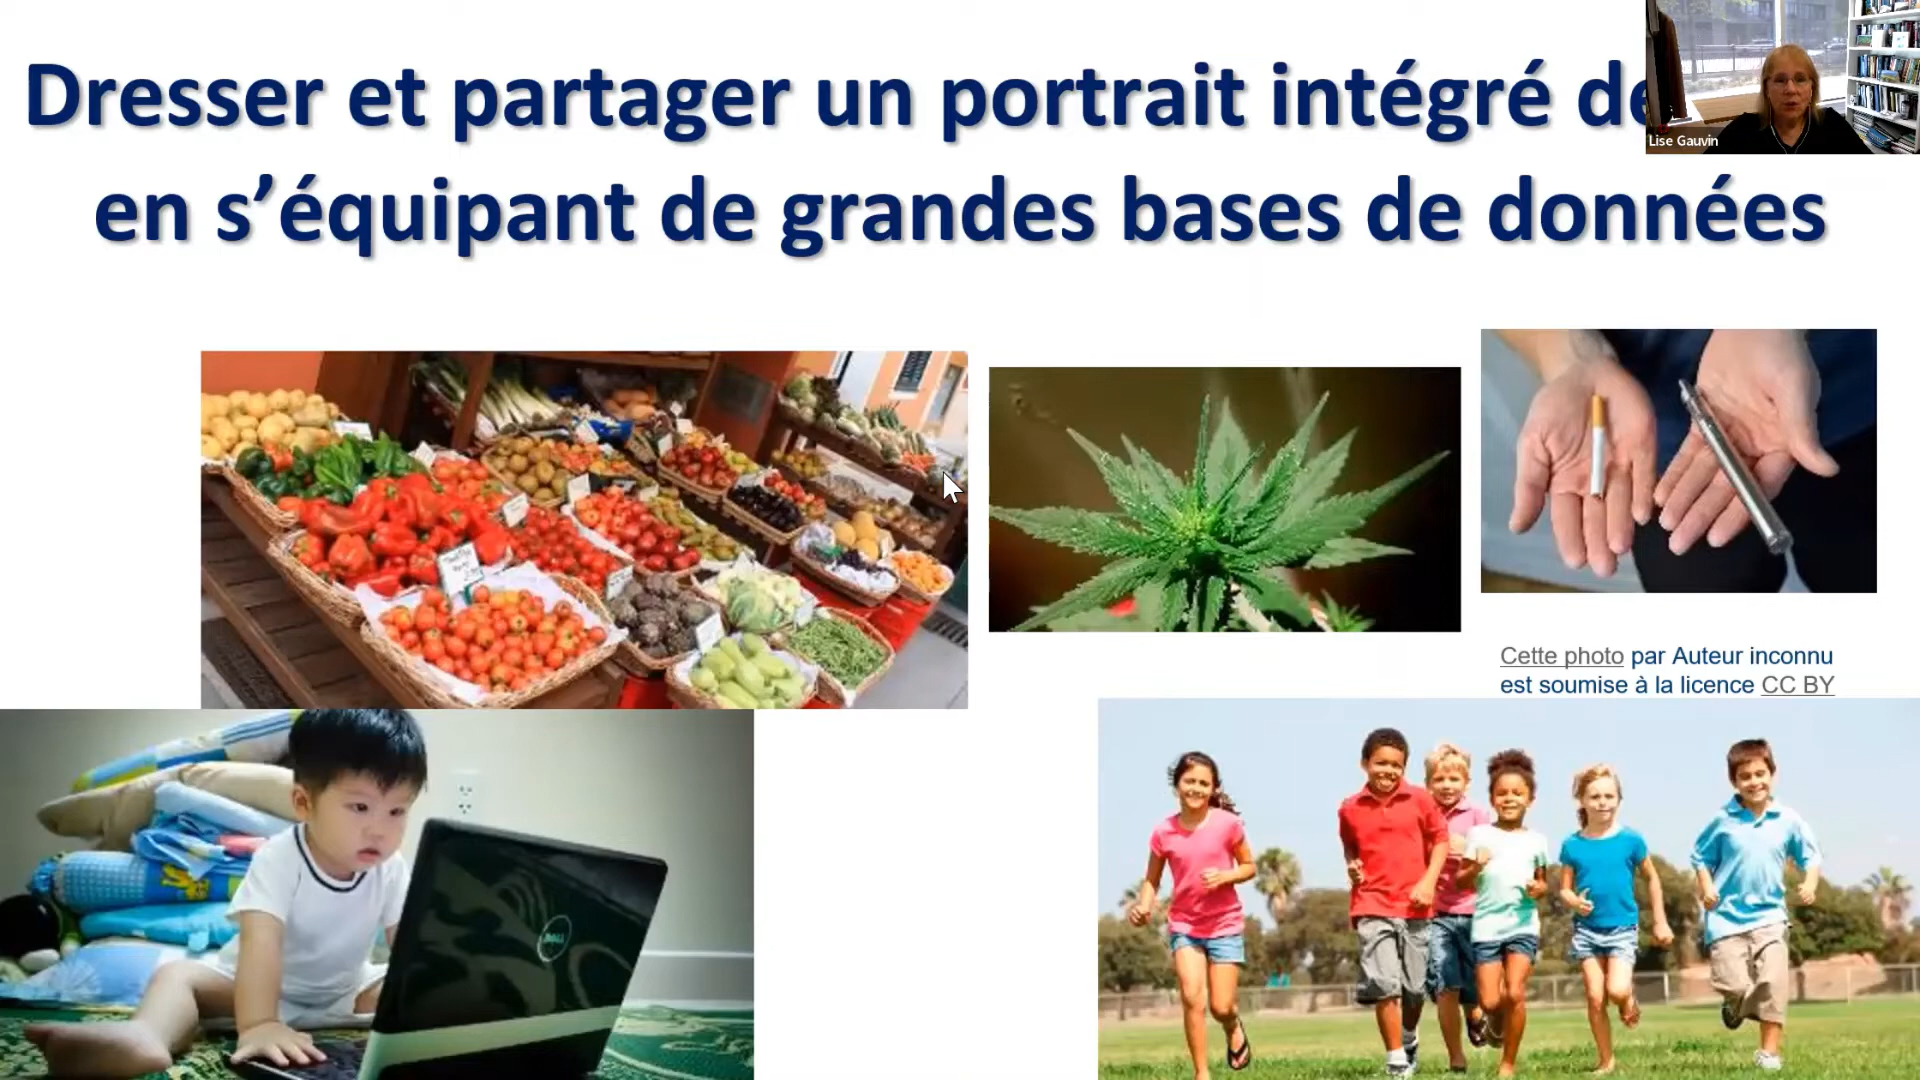 Dresser et partager un portrait intégré de
en s’équipant de grandes bases de données
Lise Gauvin
Cette photo par Auteur inconnu
est soumise à la licence CC BY
DELL